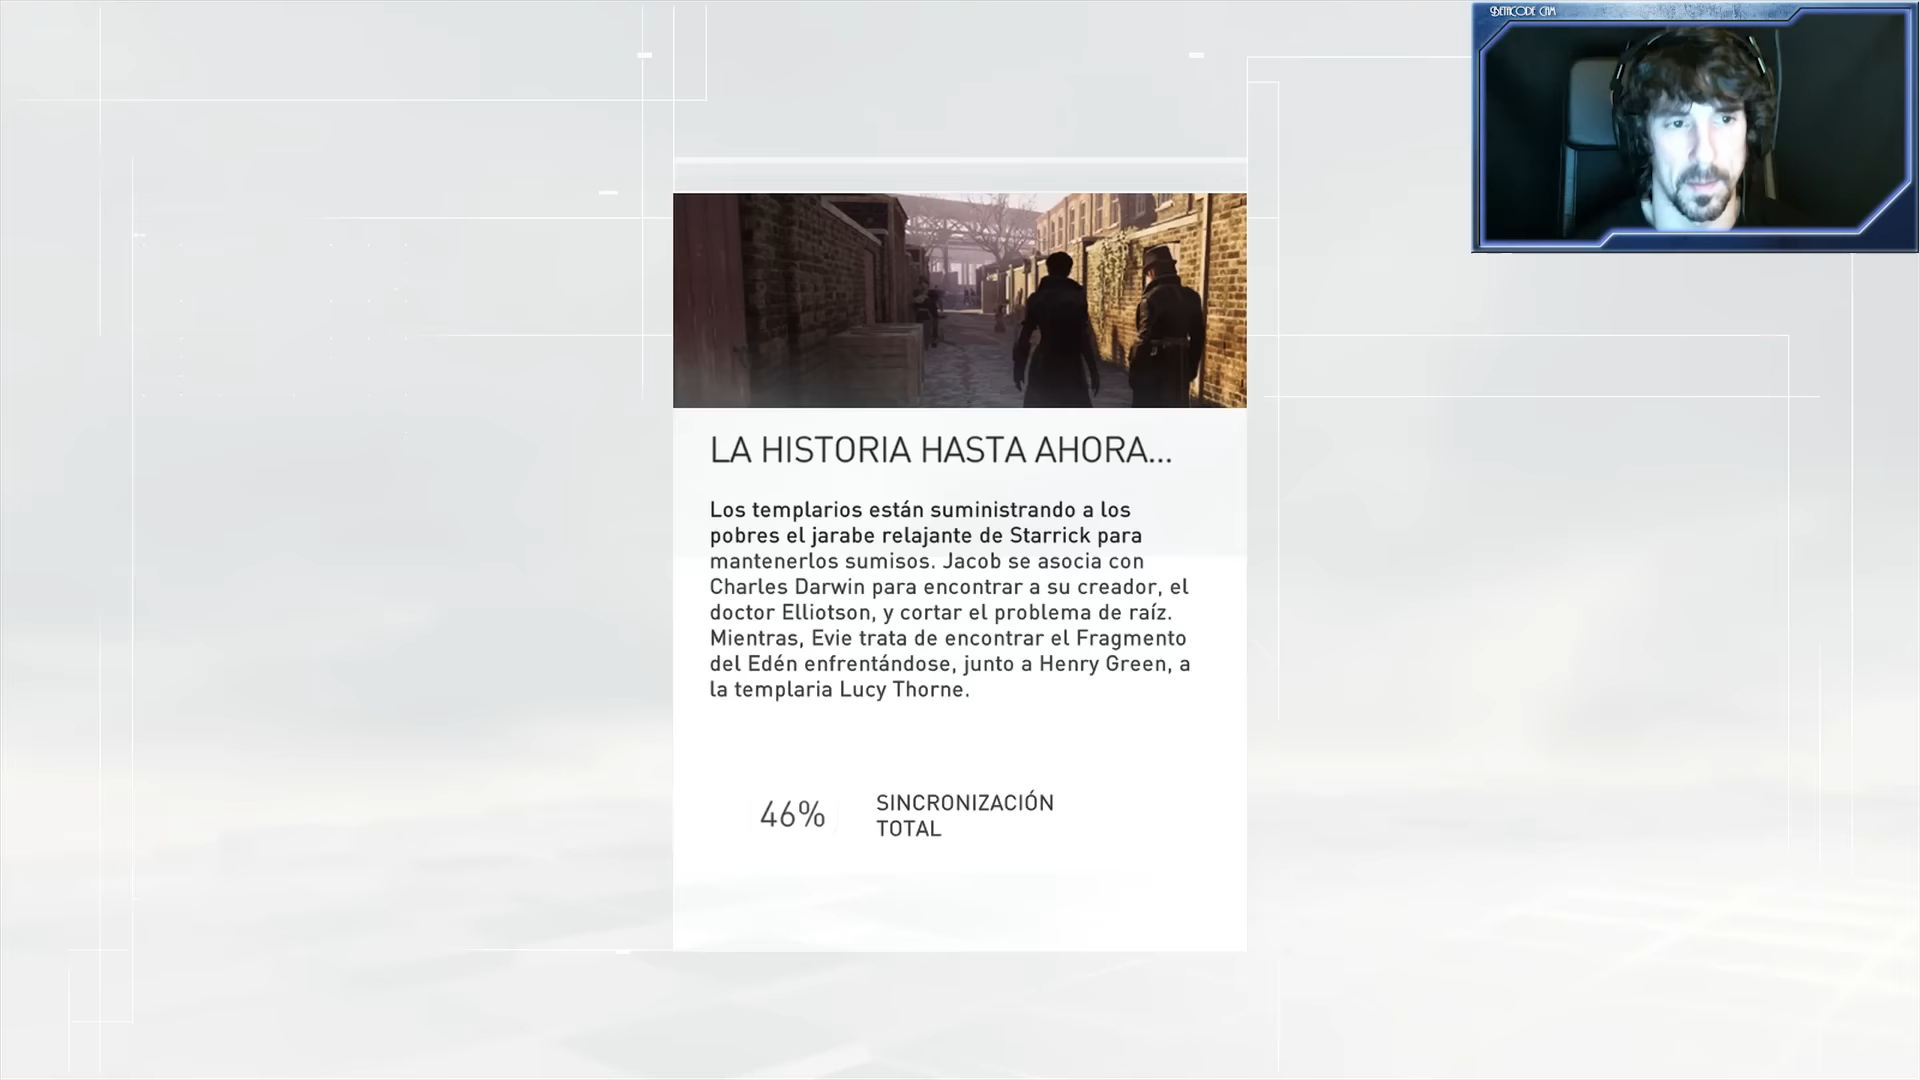 BETACODE CAM
LA HISTORIA HASTA AHORA...
Los templarios están suministrando a los
pobres el jarabe relajante de Starrick para
mantenerlos sumisos. Jacob se asocia con
Charles Darwin para encontrar a su creador, el
doctor Elliotson, y cortar el problema de raíz.
Mientras, Evie trata de encontrar el Fragmento
del Edén enfrentándose, junto a Henry Green, a
la templaria Lucy Thorne.
46%
SINCRONIZACIÓN
TOTAL